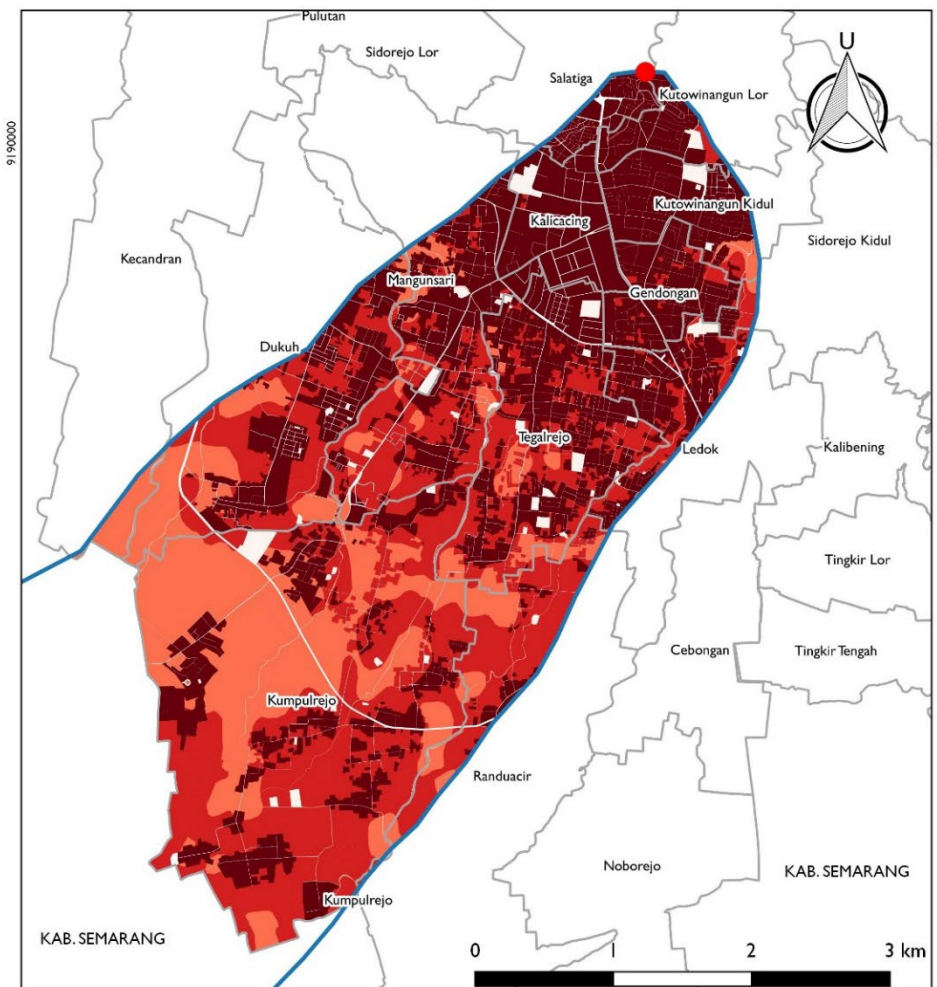 Pulutan
Sidorejo Lor
U
Salatiga
Kutowinangun Lor
9190000
Kalicacing
Kutowinangun Kidul
Sidorejo Kidul
Kecandran
Mangunsari
Gendongan
Dukuh
Tegalrejo
Ledok
Kalibening
Tingkir Lor
Cebongan
Tingkir Tengah
Kumpulrejo
Randuacir
Noborejo
KAB. SEMARANG
Kumpulrejo
KAB. SEMARANG
0 1 2 3 km